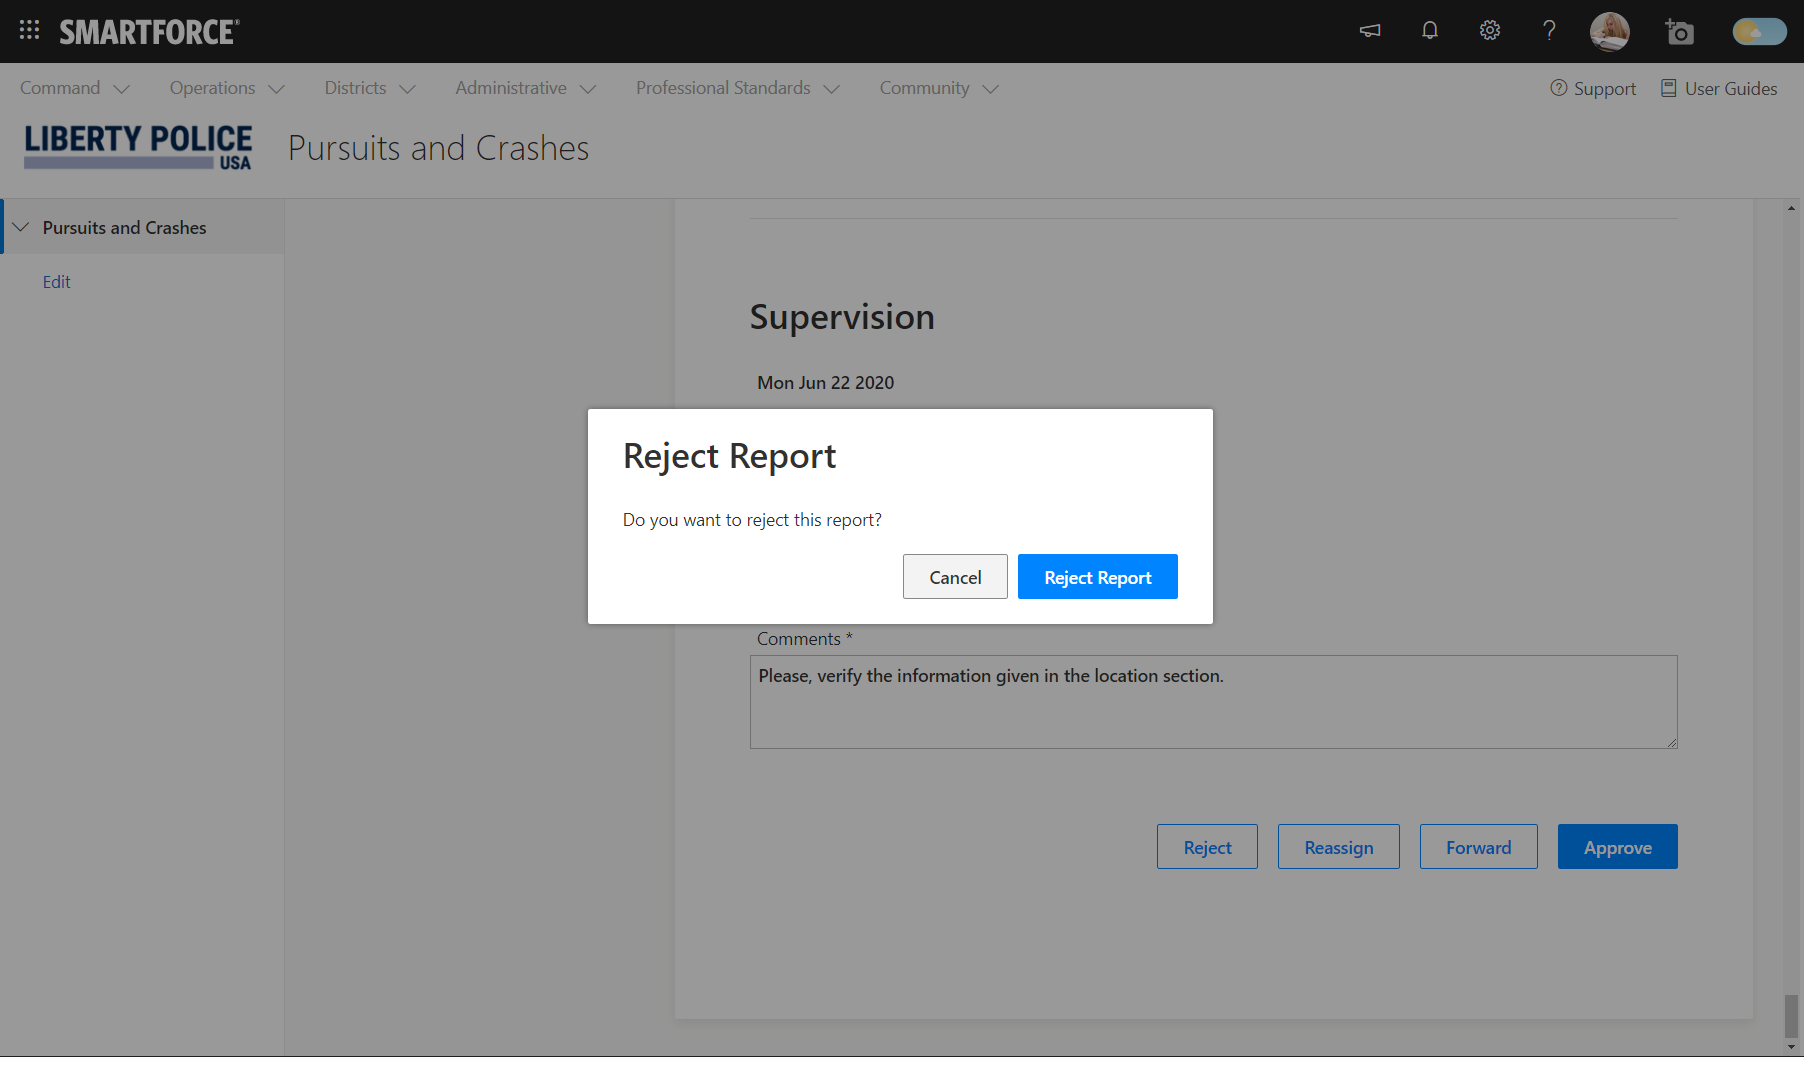 SMARTFORCE®
Command Operations Districts Administrative Professional Standards Community Support User Guides
LIBERTY POLICE
USA
Pursuits and Crashes
Pursuits and Crashes
Edit
Supervision
Mon Jun 22 2020
Reject Report
Do you want to reject this report?
Cancel Reject Report
Comments *
Please, verify the information given in the location section.
Reject Reassign Forward Approve